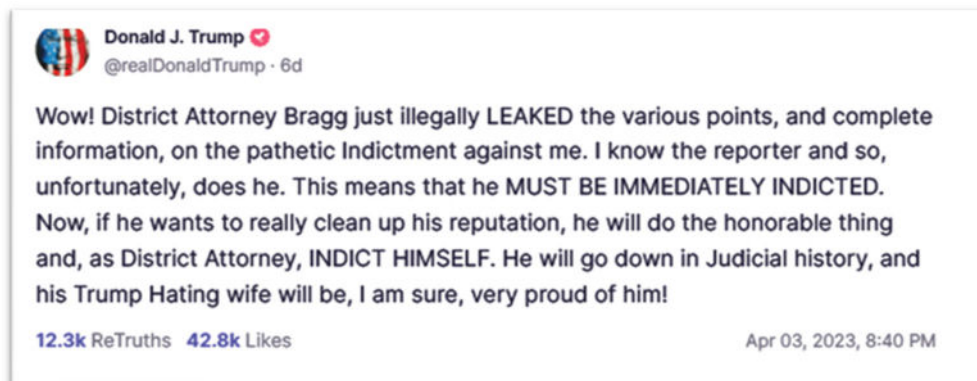 Donald J. Trump
@realDonaldTrump · 6d
Wow! District Attorney Bragg just illegally LEAKED the various points, and complete
information, on the pathetic Indictment against me. I know the reporter and so,
unfortunately, does he. This means that he MUST BE IMMEDIATELY INDICTED.
Now, if he wants to really clean up his reputation, he will do the honorable thing
and, as District Attorney, INDICT HIMSELF. He will go down in Judicial history, and
his Trump Hating wife will be, I am sure, very proud of him!
12.3k ReTruths 42.8k Likes Apr 03, 2023, 8:40 PM